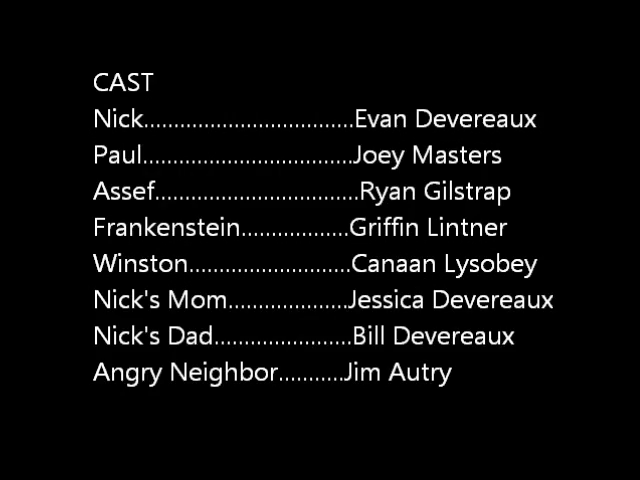 CAST
Nick...................................Evan Devereaux
Paul...................................Joey Masters
Assef..................................Ryan Gilstrap
Frankenstein..................Griffin Lintner
Winston...........................Canaan Lysobey
Nick's Mom....................Jessica Devereaux
Nick's Dad.......................Bill Devereaux
Angry Neighbor...........Jim Autry